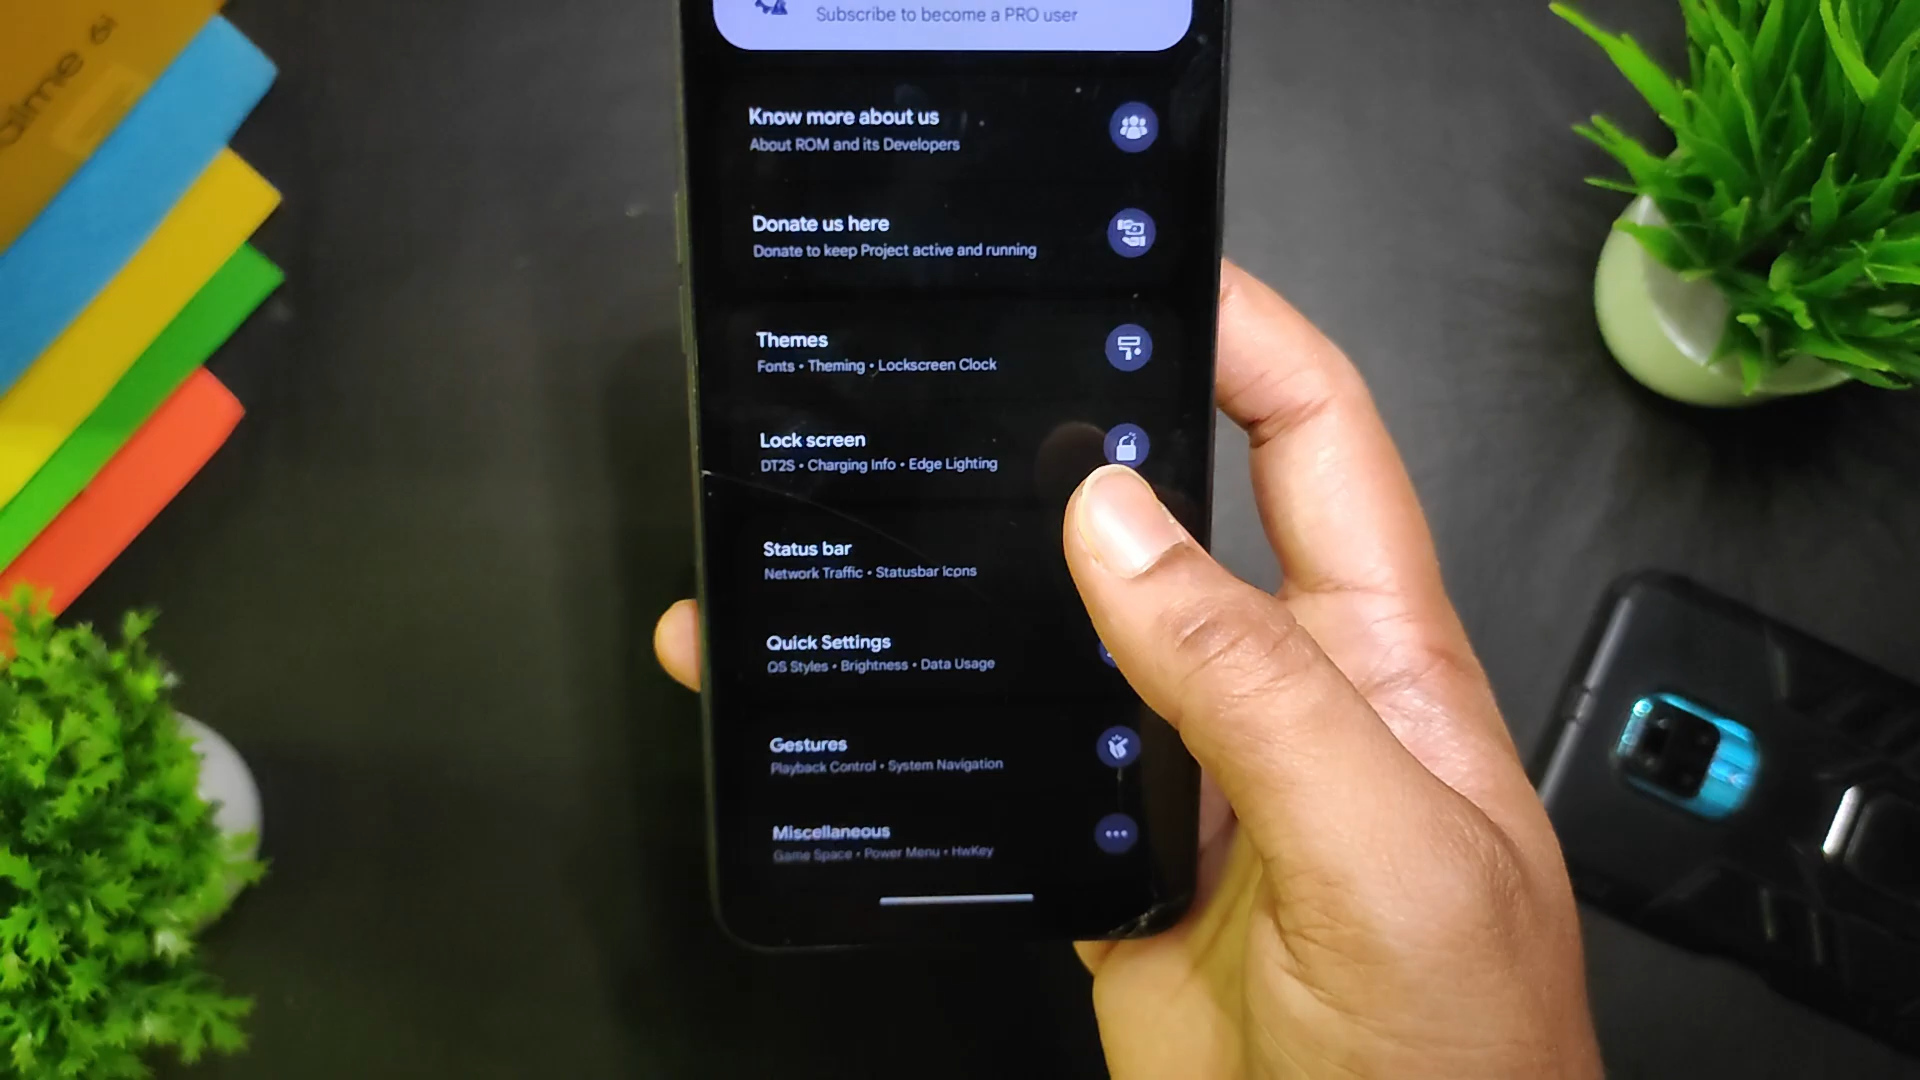 6i
Subscribe to become a PRO user
Know more about us
About ROM and its Developers
Donate us here
Donate to keep Project active and running
Themes
Fonts • Theming • Lockscreen Clock
Lock screen
DT2S • Charging Info • Edge Lighting
Status bar
Network Traffic • Statusbar Icons
Quick Settings
QS Styles • Brightness • Data Usage
Gestures
Playback Control • System Navigation
Miscellaneous
Game Space • Power Menu • HwKey